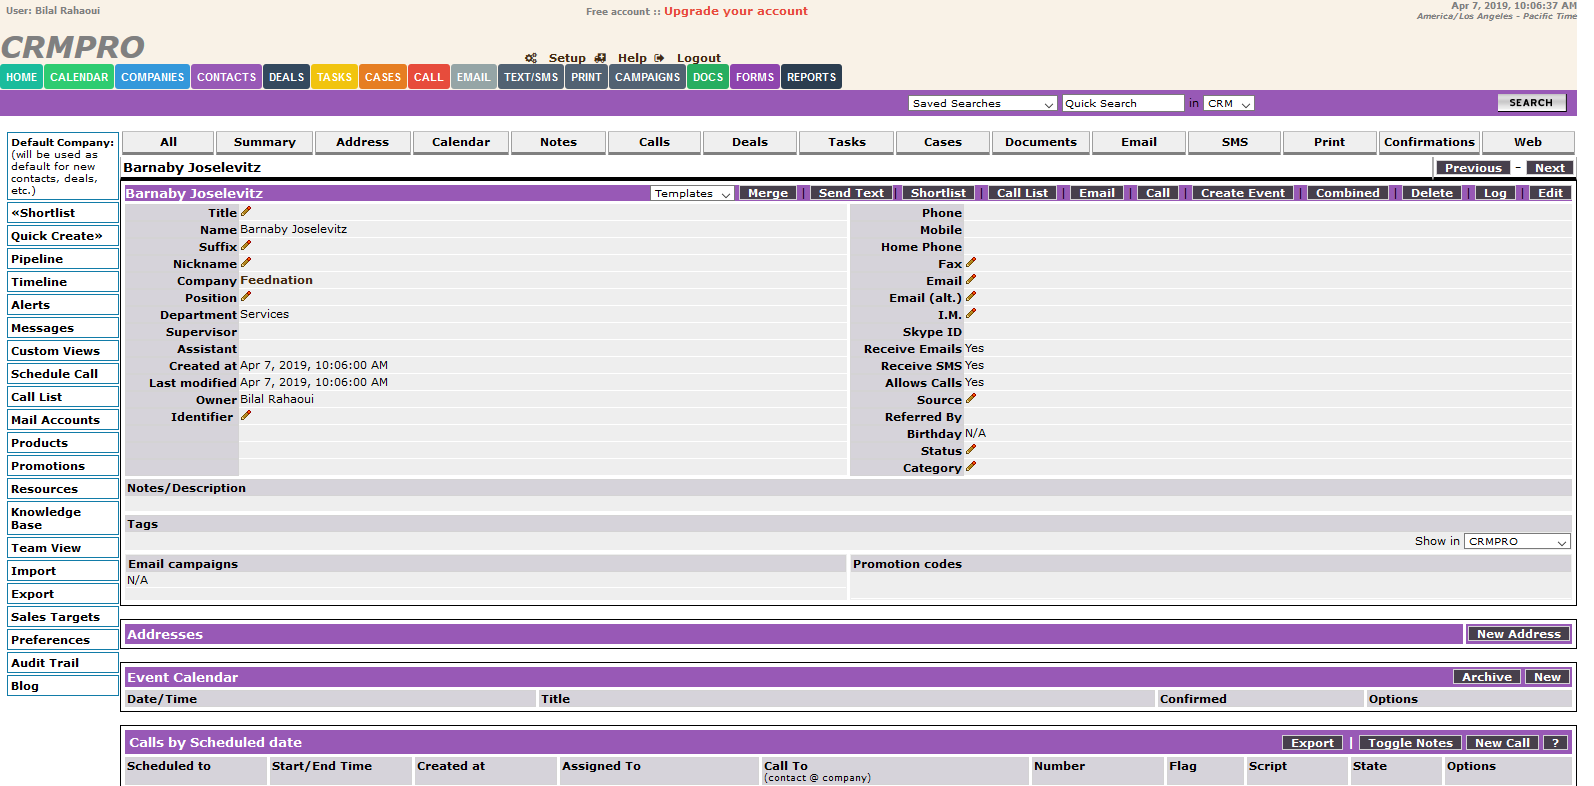 User: Bilal Rahaoui
Free account :: Upgrade your account
Apr 7, 2019, 10:06:37 AM
America/Los Angeles - Pacific Time
CRMPRO
Setup Help Logout
HOME CALENDAR COMPANIES CONTACTS DEALS TASKS CASES CALL EMAIL TEXT/SMS PRINT CAMPAIGNS DOCS FORMS REPORTS
Saved Searches Quick Search in CRM SEARCH
Default Company:
(will be used as
default for new
contacts, deals,
etc.)
«Shortlist
Quick Create»
Pipeline
Timeline
Alerts
Messages
Custom Views
Schedule Call
Call List
Mail Accounts
Products
Promotions
Resources
Knowledge
Base
Team View
Import
Export
Sales Targets
Preferences
Audit Trail
Blog
All Summary Address Calendar Notes Calls Deals Tasks Cases Documents Email SMS Print Confirmations Web
Barnaby Joselevitz Previous - Next
Barnaby Joselevitz Templates Merge | Send Text | Shortlist | Call List | Email | Call | Create Event | Combined | Delete | Log | Edit
Title
Name Barnaby Joselevitz
Suffix
Nickname
Company Feednation
Position
Department Services
Supervisor
Assistant
Created at Apr 7, 2019, 10:06:00 AM
Last modified Apr 7, 2019, 10:06:00 AM
Owner Bilal Rahaoui
Identifier
Phone
Mobile
Home Phone
Fax
Email
Email (alt.)
I.M.
Skype ID
Receive Emails Yes
Receive SMS Yes
Allows Calls Yes
Source
Referred By
Birthday N/A
Status
Category
Notes/Description
Tags
Show in CRMPRO
Email campaigns
N/A
Promotion codes
Addresses New Address
Event Calendar Archive New
Date/Time Title Confirmed Options
Calls by Scheduled date Export | Toggle Notes New Call ?
Scheduled to Start/End Time Created at Assigned To Call To Number Flag Script State Options
(contact @ company)